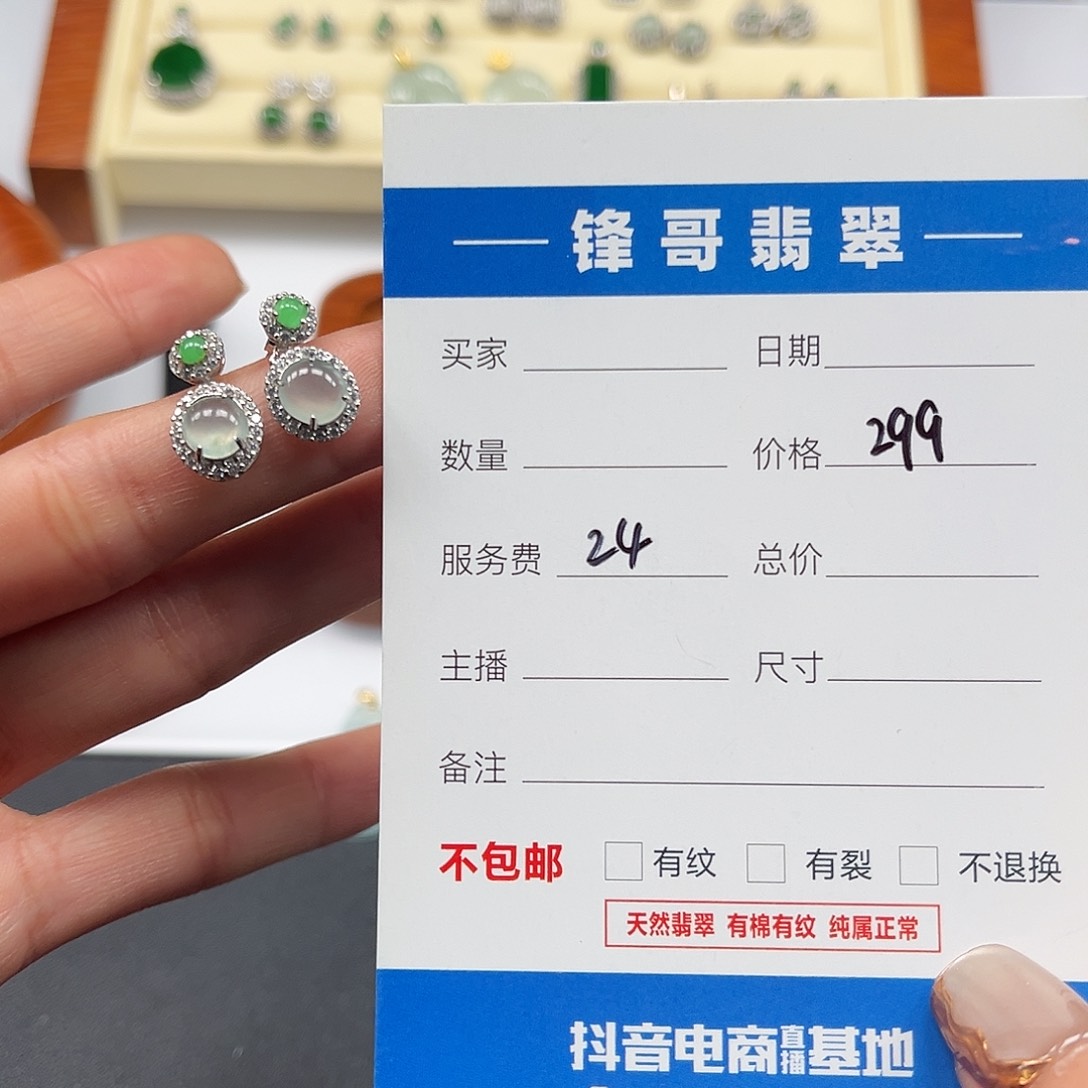 锋哥翡翠
买家 日期
数量 价格 299
服务费 24 总价
主播 尺寸
备注
不包邮 有纹 有裂 不退换
天然翡翠 有棉有纹 纯属正常
抖音电商直播基地